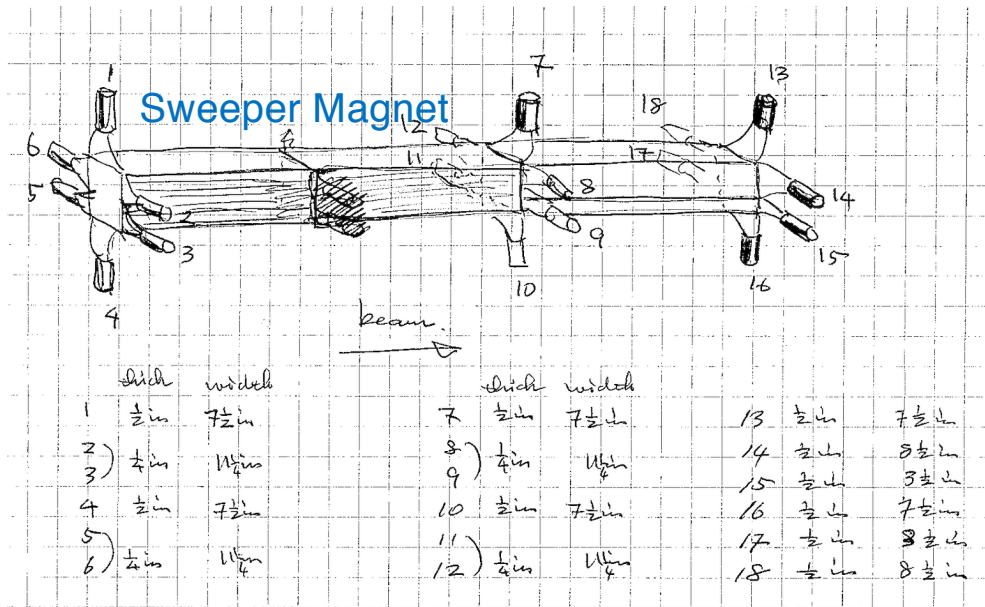 1 7 13
Sweeper Magnet
12 18
6 11 17
5 2 8 14
3 9 15
4 10 16
beam.
thick width thick width
1 ½ in 7½ in 7 ½ in 7½ in 13 ½ in 7½ in
2 8 14 ½ in 8½ in
3 ) ¼ in 11¼ in 9 ) ¼ in 11¼ in 15 ½ in 3½ in
4 ½ in 7½ in 10 ½ in 7½ in 16 ½ in 7½ in
5 11 17 ½ in 3½ in
6 ) ¼ in 11¼ in 12 ) ¼ in 11¼ in 18 ½ in 8½ in